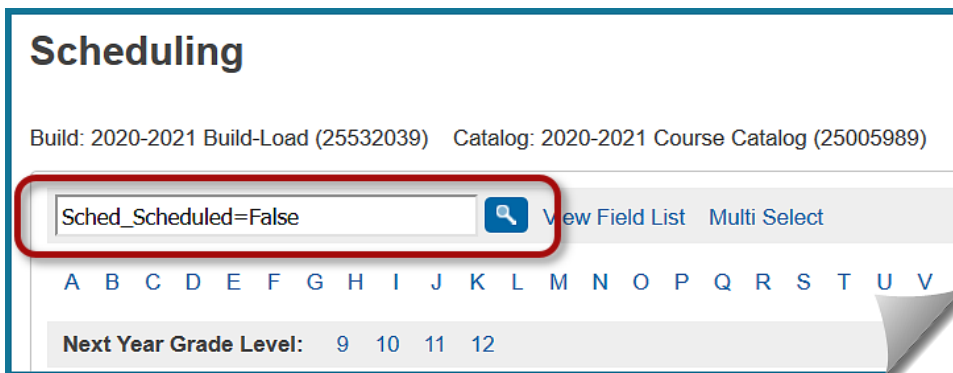 Scheduling
Build: 2020-2021 Build-Load (25532039) Catalog: 2020-2021 Course Catalog (25005989)
Sched_Scheduled=False View Field List Multi Select
A B C D E F G H I J K L M N O P Q R S T U V
Next Year Grade Level: 9 10 11 12